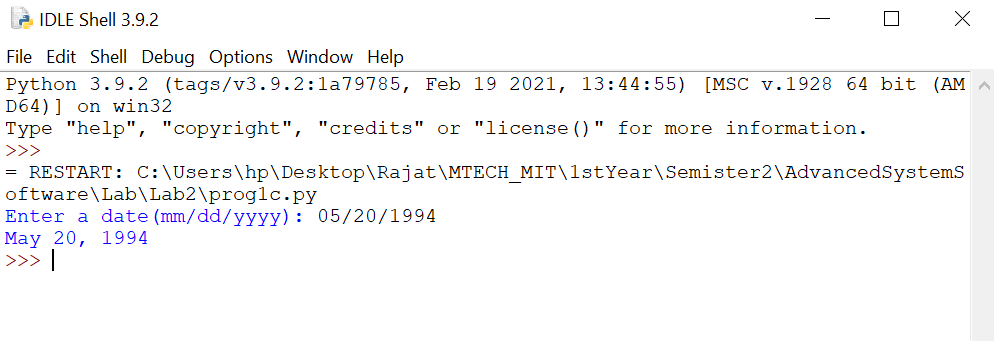 IDLE Shell 3.9.2
File Edit Shell Debug Options Window Help
Python 3.9.2 (tags/v3.9.2:1a79785, Feb 19 2021, 13:44:55) [MSC v.1928 64 bit (AM
D64)] on win32
Type "help", "copyright", "credits" or "license()" for more information.
>>>
= RESTART: C:\Users\hp\Desktop\Rajat\MTECH_MIT\1stYear\Semister2\AdvancedSystemS
oftware\Lab\Lab2\prog1c.py
Enter a date(mm/dd/yyyy): 05/20/1994
May 20, 1994
>>>